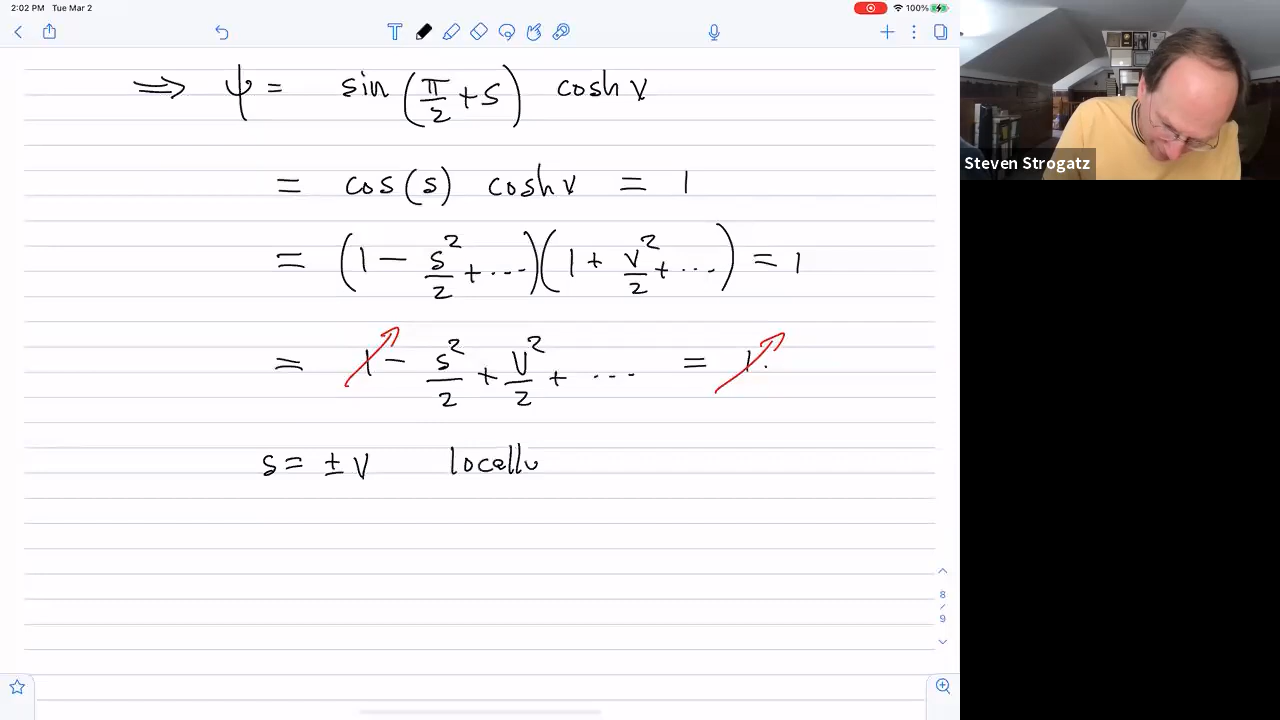 2:02 PM Tue Mar 2
100%
⟹ ψ = sin(π/2 + s) cosh v
= cos(s) cosh v = 1
= (1 − s²/2 + ⋯)(1 + v²/2 + ⋯) = 1
= 1 − s²/2 + v²/2 + ⋯ = 1.
s = ± v locally
8 / 9
Steven Strogatz